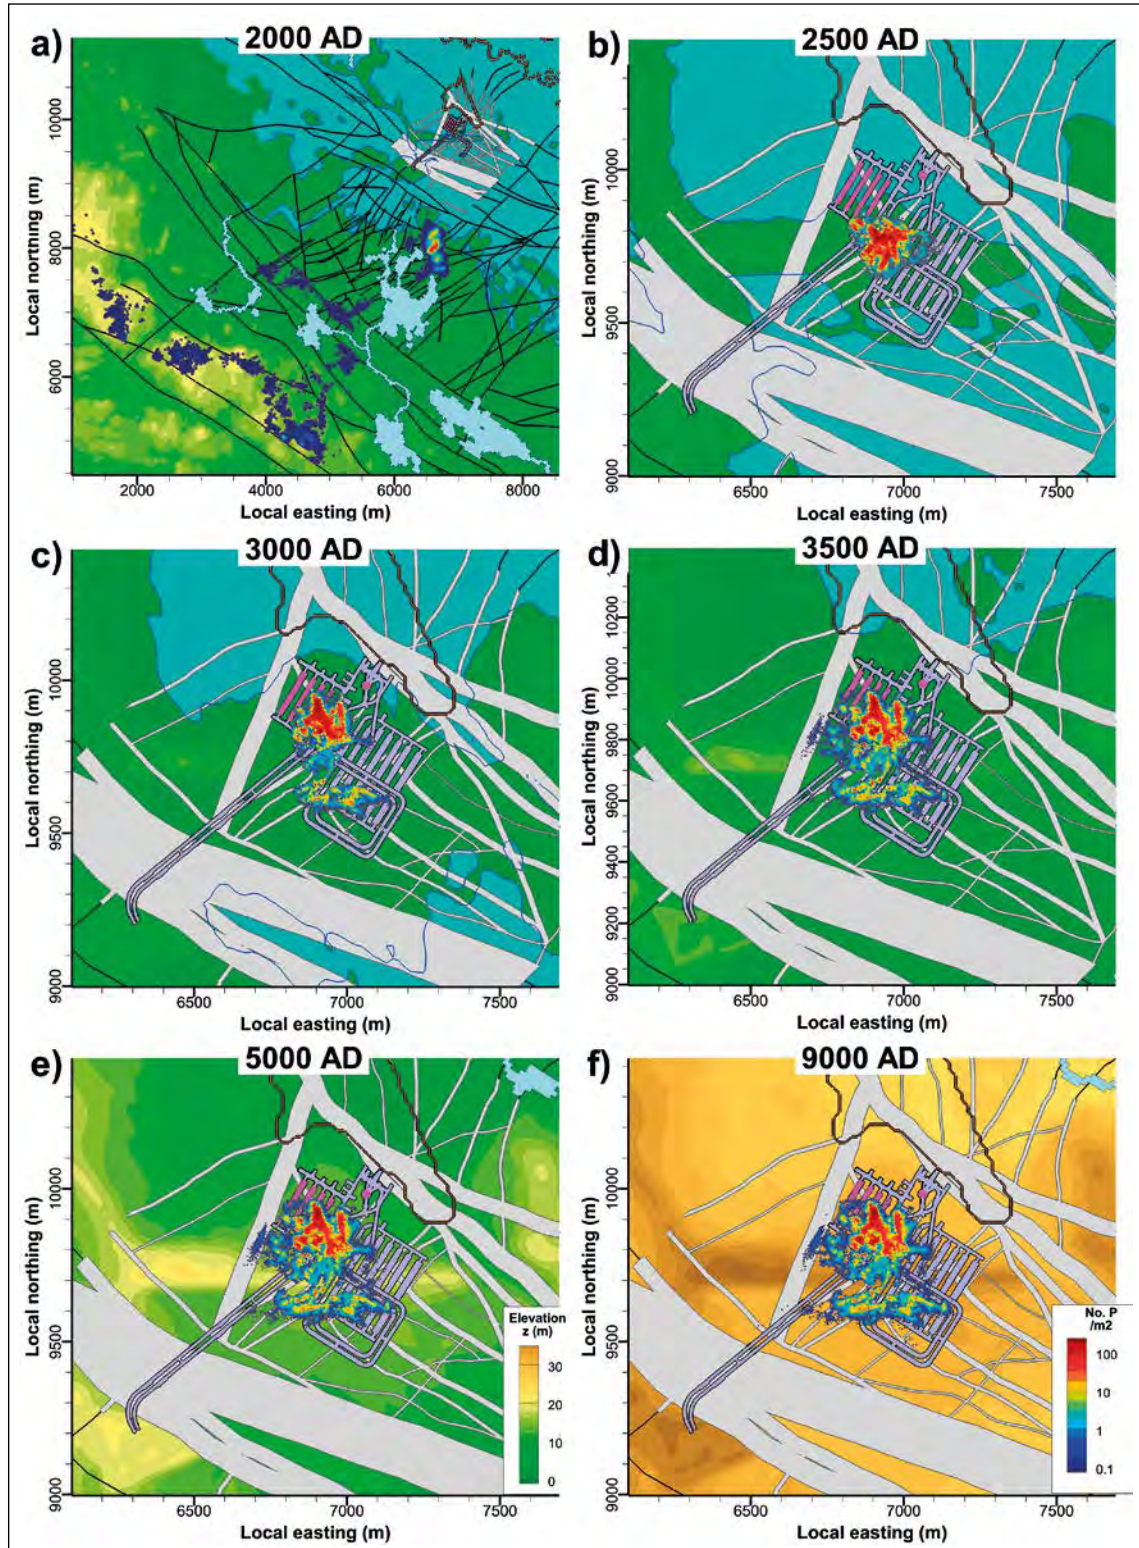 a) 2000 AD
b) 2500 AD
Local northing (m)
10000
8000
6000
2000 4000 6000 8000
Local easting (m)
Local northing (m)
10000
9500
9000
6500 7000 7500
Local easting (m)
c) 3000 AD
d) 3500 AD
Local northing (m)
10000
9500
9000
6500 7000 7500
Local easting (m)
Local northing (m)
10200
10000
9800
9600
9400
9200
9000
6500 7000 7500
Local easting (m)
e) 5000 AD
f) 9000 AD
Local northing (m)
10000
9500
9000
6500 7000 7500
Local easting (m)
Elevation
z (m)
30
20
10
0
Local northing (m)
10000
9500
9000
6500 7000 7500
Local easting (m)
No. P
/m2
100
10
1
0.1